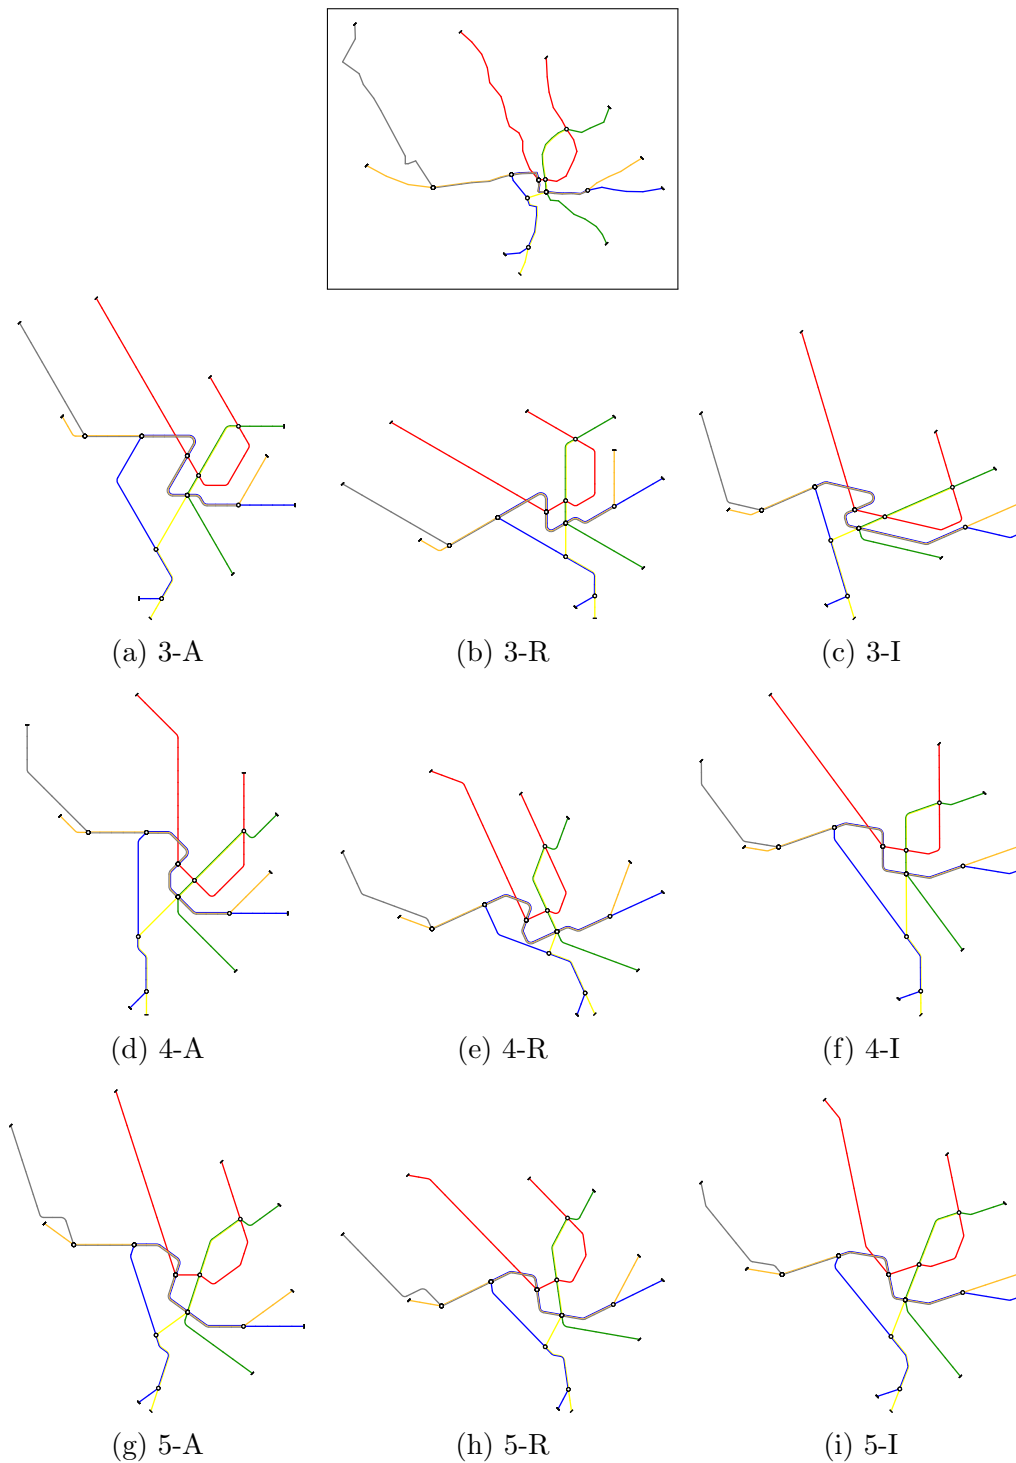 (a) 3-A
(b) 3-R
(c) 3-I
(d) 4-A
(e) 4-R
(f) 4-I
(g) 5-A
(h) 5-R
(i) 5-I